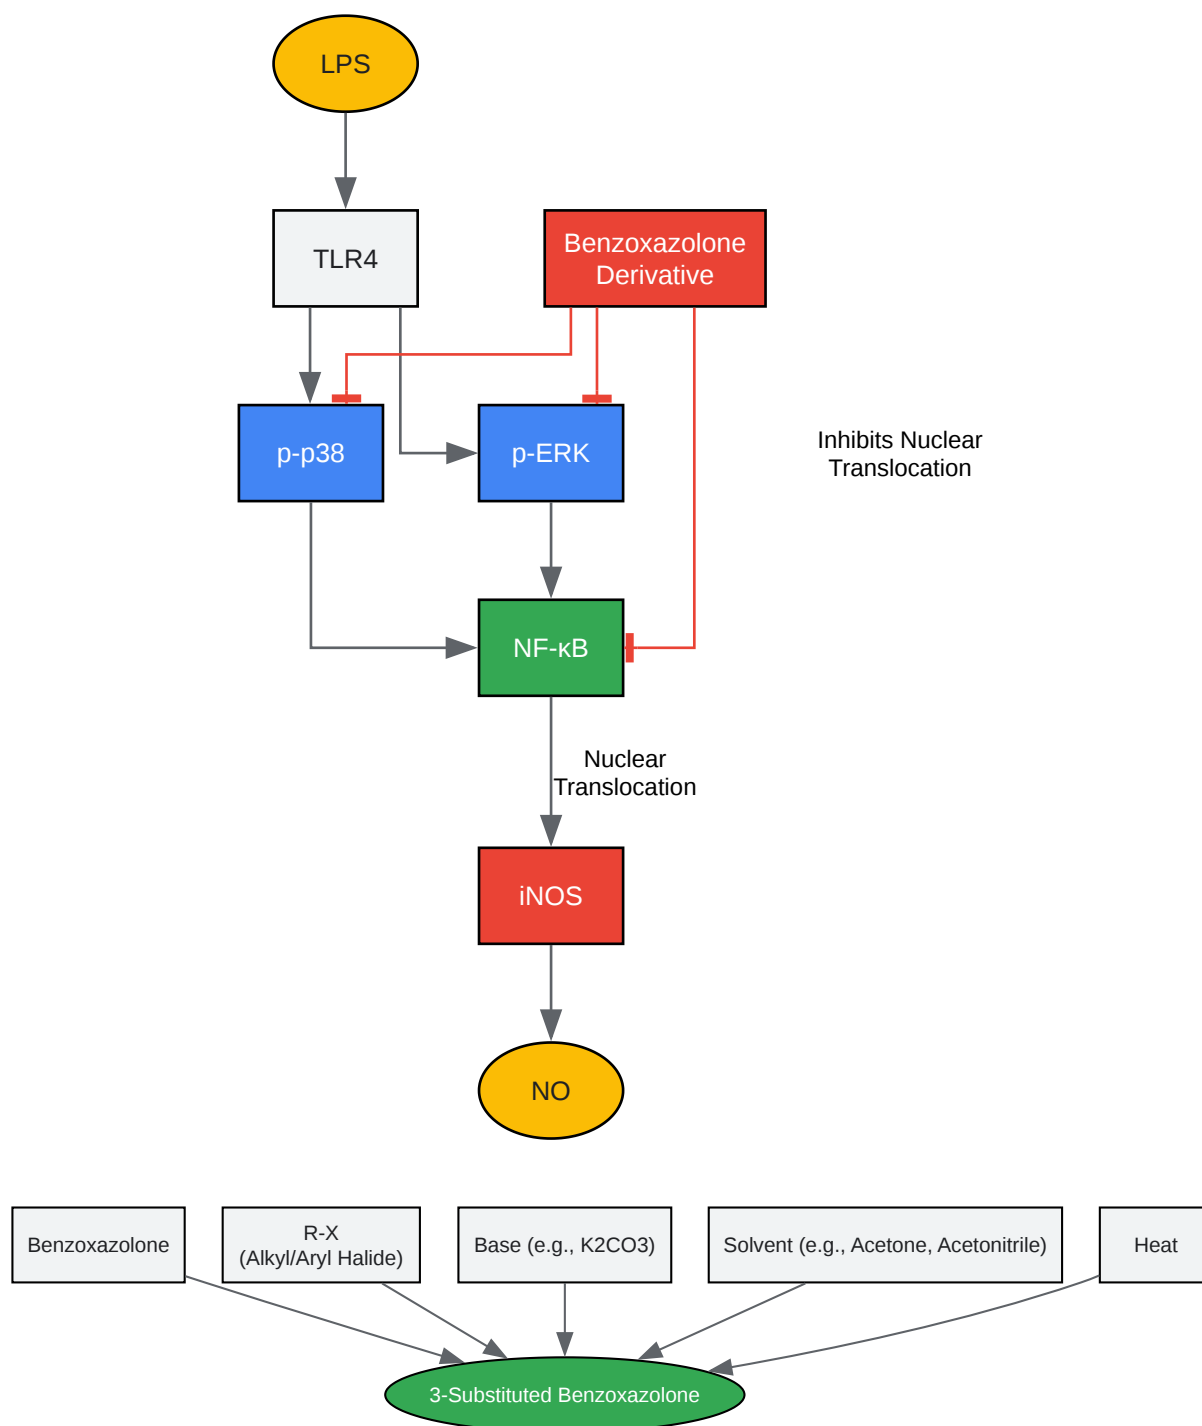 LPS
TLR4
Benzoxazolone
Derivative
p-p38
p-ERK
Inhibits Nuclear
Translocation
NF-κB
Nuclear
Translocation
iNOS
NO
Benzoxazolone
R-X
(Alkyl/Aryl Halide)
Base (e.g., K2CO3)
Solvent (e.g., Acetone, Acetonitrile)
Heat
3-Substituted Benzoxazolone